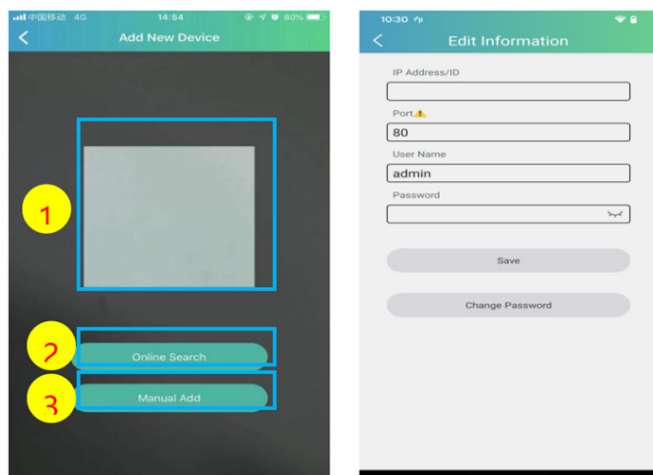 中国移动 4G 14:54 80%
Add New Device
1
2
Online Search
3
Manual Add
10:30
Edit Information
IP Address/ID
Port
80
User Name
admin
Password
Save
Change Password